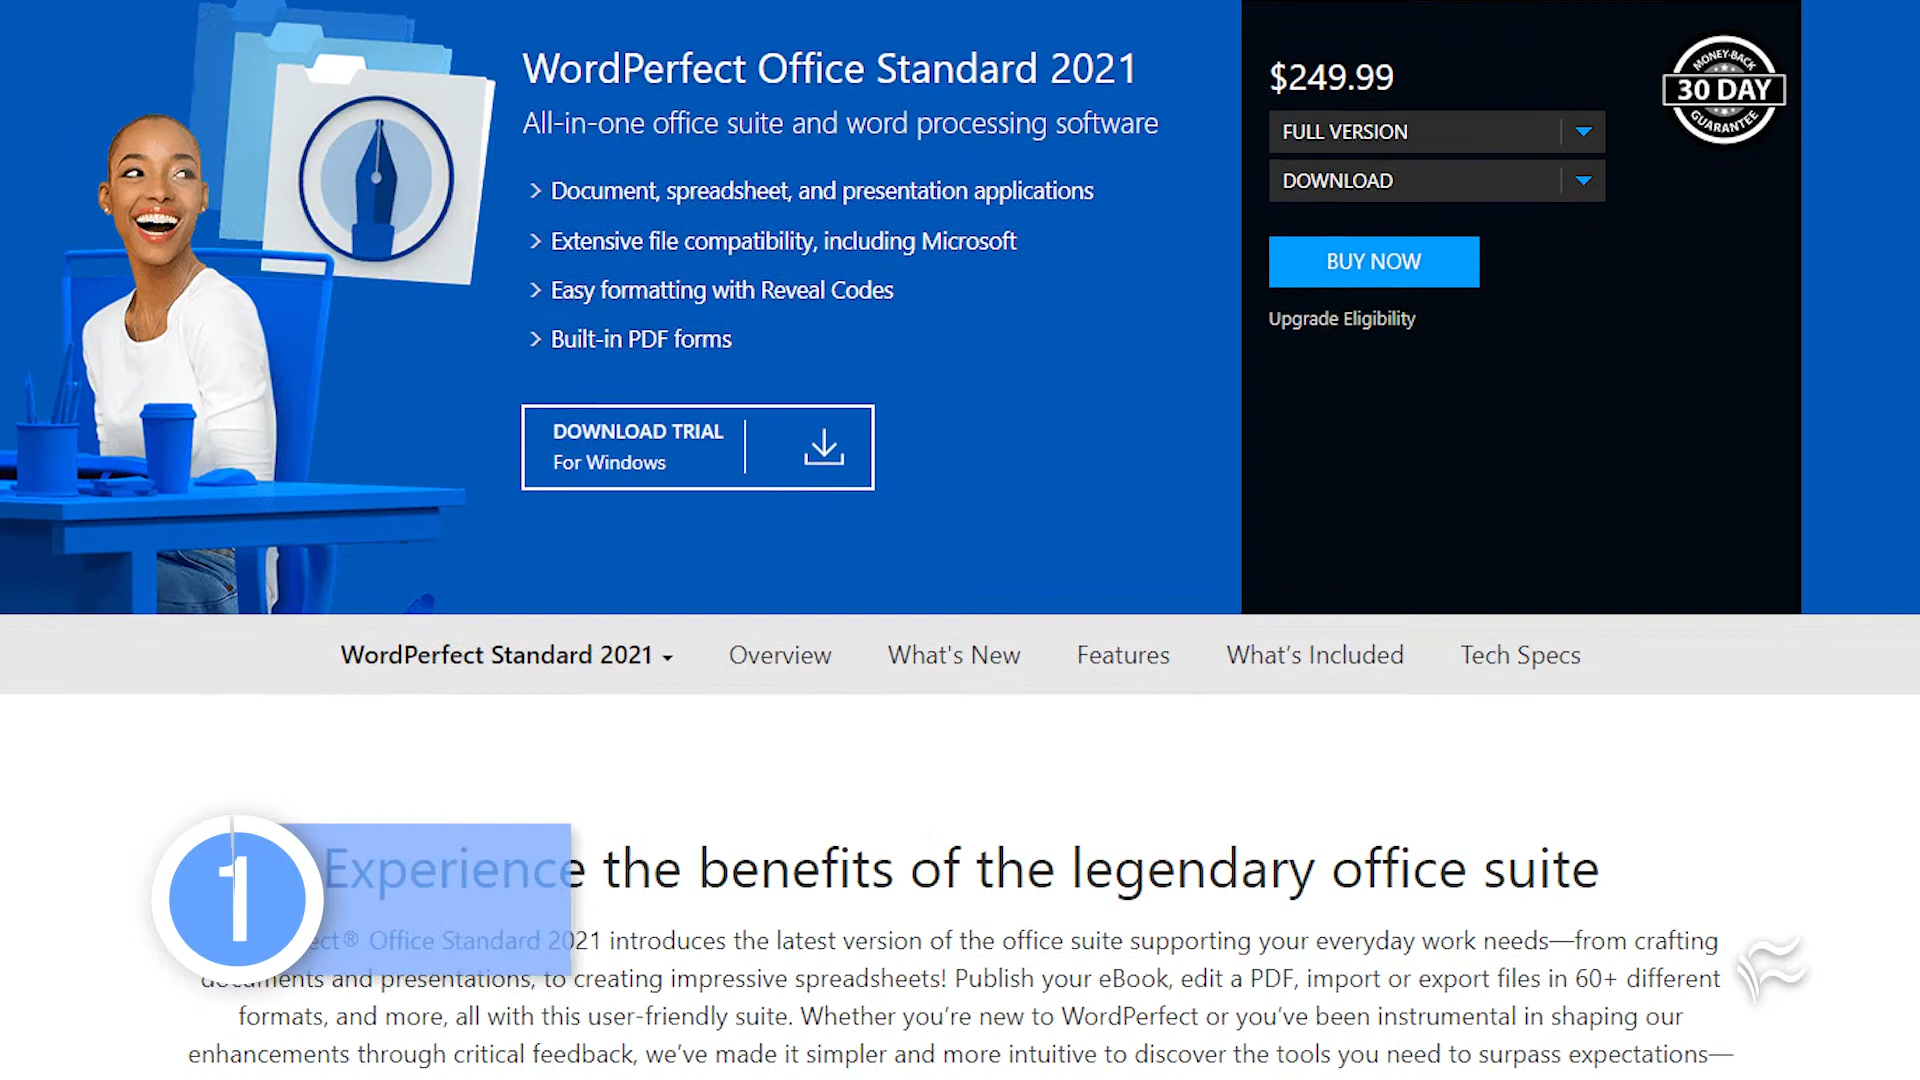 WordPerfect Office Standard 2021
All-in-one office suite and word processing software
> Document, spreadsheet, and presentation applications
> Extensive file compatibility, including Microsoft
> Easy formatting with Reveal Codes
> Built-in PDF forms
DOWNLOAD TRIAL
For Windows
$249.99
FULL VERSION
DOWNLOAD
BUY NOW
Upgrade Eligibility
MONEY-BACK
30 DAY
GUARANTEE
WordPerfect Standard 2021
Overview
What's New
Features
What's Included
Tech Specs
1
Experience the benefits of the legendary office suite
Office Standard 2021 introduces the latest version of the office suite supporting your everyday work needs—from crafting
documents and presentations, to creating impressive spreadsheets! Publish your eBook, edit a PDF, import or export files in 60+ different
formats, and more, all with this user-friendly suite. Whether you're new to WordPerfect or you've been instrumental in shaping our
enhancements through critical feedback, we've made it simpler and more intuitive to discover the tools you need to surpass expectations—